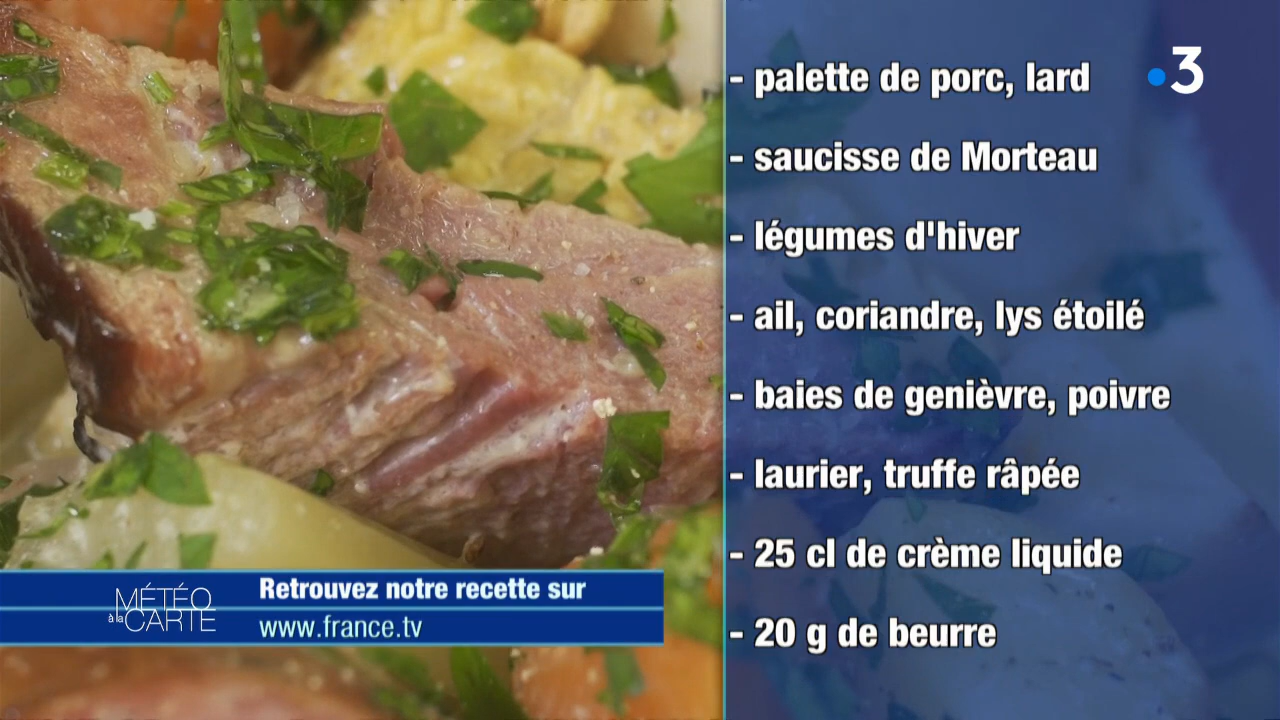 - palette de porc, lard
3
- saucisse de Morteau
- légumes d'hiver
- ail, coriandre, lys étoilé
- baies de genièvre, poivre
- laurier, truffe râpée
- 25 cl de crème liquide
- 20 g de beurre
MÉTÉO
à la CARTE
Retrouvez notre recette sur
www.france.tv